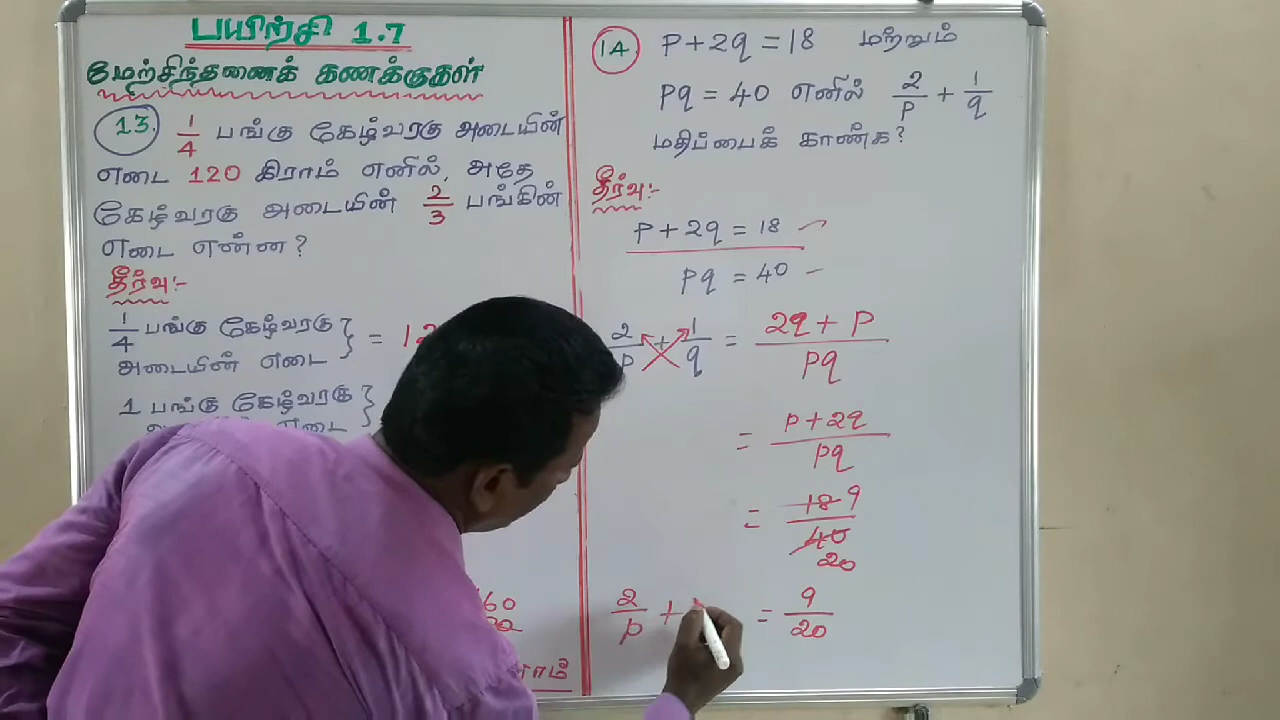 பயிற்சி 1.7
மேற்சிந்தனைக் கணக்குகள்
13. 1/4 பங்கு கேழ்வரகு அடையின்
எடை 120 கிராம் எனில், அதே
கேழ்வரகு அடையின் 2/3 பங்கின்
எடை என்ன?
தீர்வு:-
1/4 பங்கு கேழ்வரகு } =
அடையின் எடை
1 பங்கு கேழ்வரகு }
14 P + 2q = 18 மற்றும்
Pq = 40 எனில் 2/P + 1/q
மதிப்பைக் காண்க?
தீர்வு:-
P + 2q = 18
Pq = 40
2/P + 1/q = 2q + P / Pq
= P + 2q / Pq
= 18 9 / 40 20
2/P + = 9/20